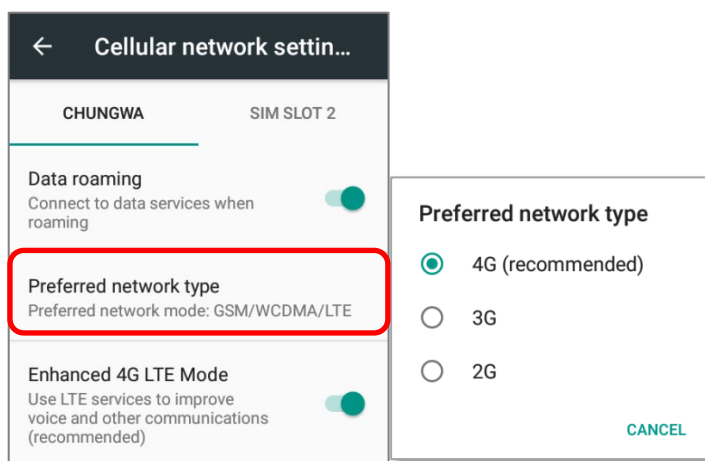 Cellular network settin...
CHUNGWA
SIM SLOT 2
Data roaming
Connect to data services when
roaming
Preferred network type
Preferred network mode: GSM/WCDMA/LTE
Enhanced 4G LTE Mode
Use LTE services to improve
voice and other communications
(recommended)
Preferred network type
4G (recommended)
3G
2G
CANCEL